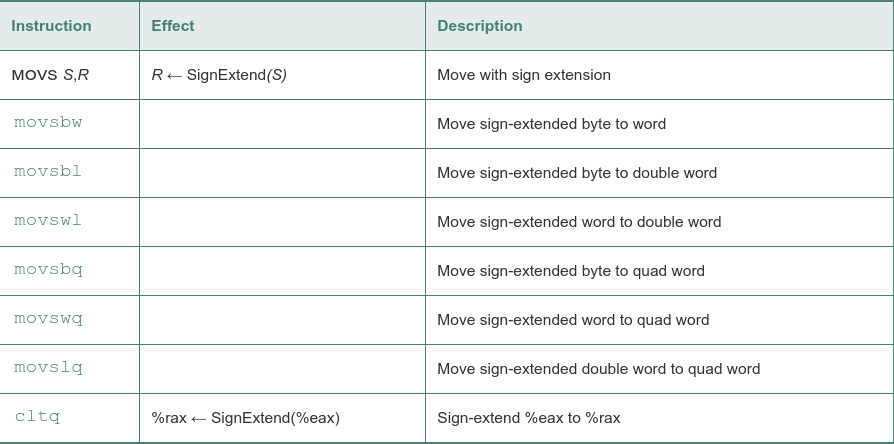 Instruction Effect Description
MOVS S,R R ← SignExtend(S) Move with sign extension
movsbw Move sign-extended byte to word
movsbl Move sign-extended byte to double word
movswl Move sign-extended word to double word
movsbq Move sign-extended byte to quad word
movswq Move sign-extended word to quad word
movslq Move sign-extended double word to quad word
cltq %rax ← SignExtend(%eax) Sign-extend %eax to %rax